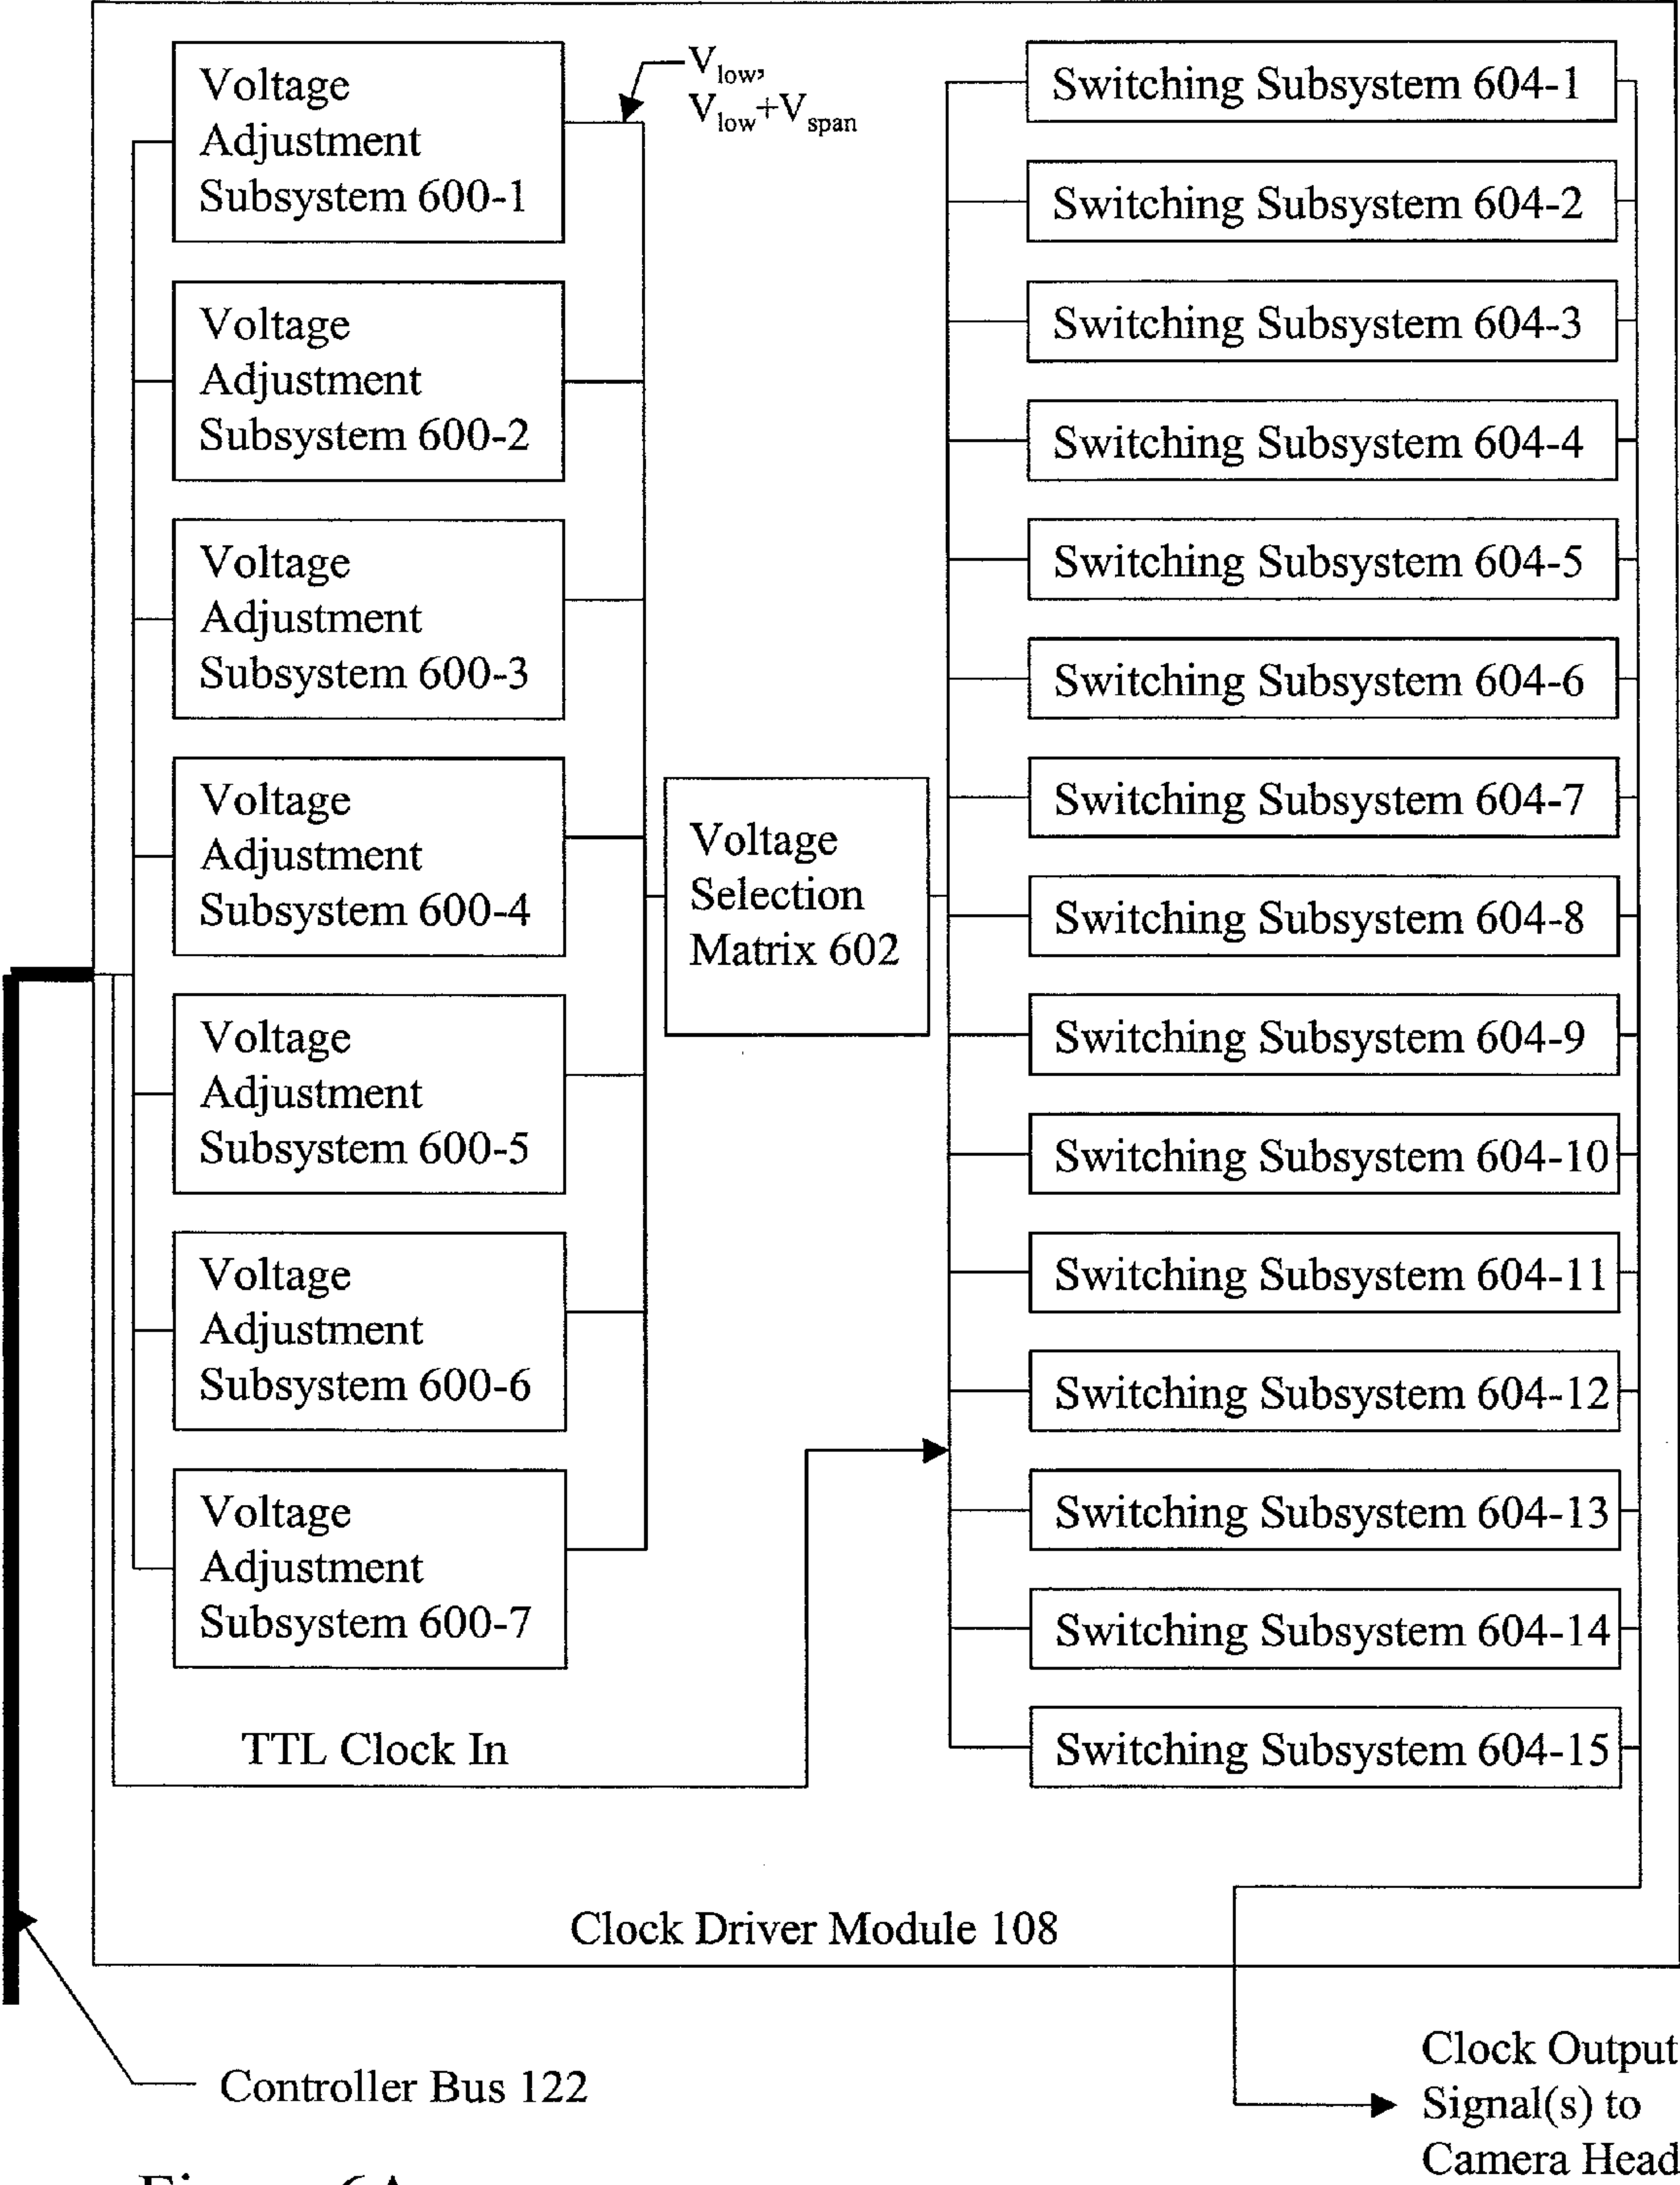 Voltage
Adjustment
Subsystem 600-1
V_low,
V_low+V_span
Voltage
Adjustment
Subsystem 600-2
Voltage
Adjustment
Subsystem 600-3
Voltage
Adjustment
Subsystem 600-4
Voltage
Adjustment
Subsystem 600-5
Voltage
Adjustment
Subsystem 600-6
Voltage
Adjustment
Subsystem 600-7
TTL Clock In
Voltage
Selection
Matrix 602
Switching Subsystem 604-1
Switching Subsystem 604-2
Switching Subsystem 604-3
Switching Subsystem 604-4
Switching Subsystem 604-5
Switching Subsystem 604-6
Switching Subsystem 604-7
Switching Subsystem 604-8
Switching Subsystem 604-9
Switching Subsystem 604-10
Switching Subsystem 604-11
Switching Subsystem 604-12
Switching Subsystem 604-13
Switching Subsystem 604-14
Switching Subsystem 604-15
Clock Driver Module 108
Controller Bus 122
Clock Output
Signal(s) to
Camera Head